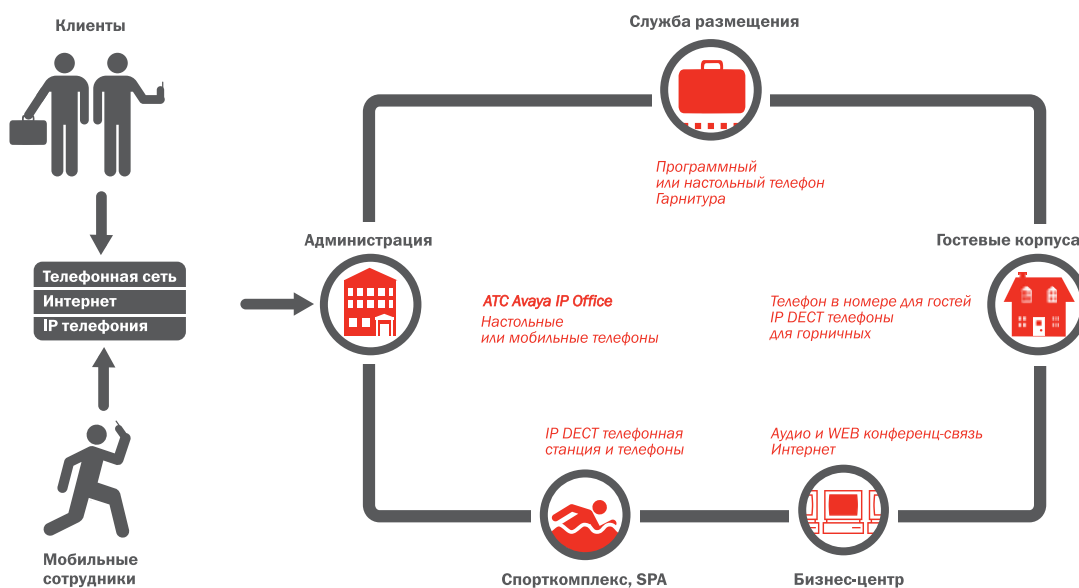 Клиенты
Служба размещения
Программный
или настольный телефон
Гарнитура
Администрация
Гостевые корпуса
Телефонная сеть
Интернет
IP телефония
АТС Avaya IP Office
Настольные
или мобильные телефоны
Телефон в номере для гостей
IP DECT телефоны
для горничных
IP DECT телефонная
станция и телефоны
Аудио и WEB конференц-связь
Интернет
Мобильные
сотрудники
Спорткомплекс, SPA
Бизнес-центр